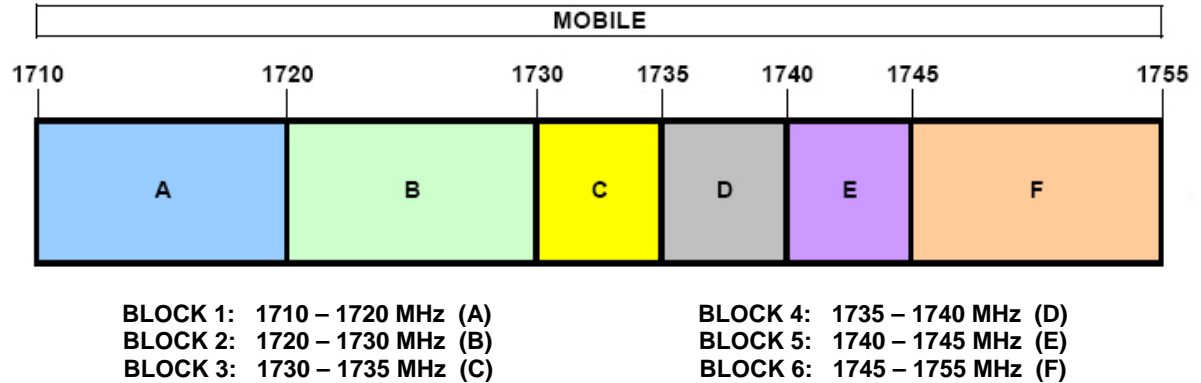 MOBILE
1710 1720 1730 1735 1740 1745 1755
A B C D E F
BLOCK 1: 1710 – 1720 MHz (A)
BLOCK 2: 1720 – 1730 MHz (B)
BLOCK 3: 1730 – 1735 MHz (C)
BLOCK 4: 1735 – 1740 MHz (D)
BLOCK 5: 1740 – 1745 MHz (E)
BLOCK 6: 1745 – 1755 MHz (F)